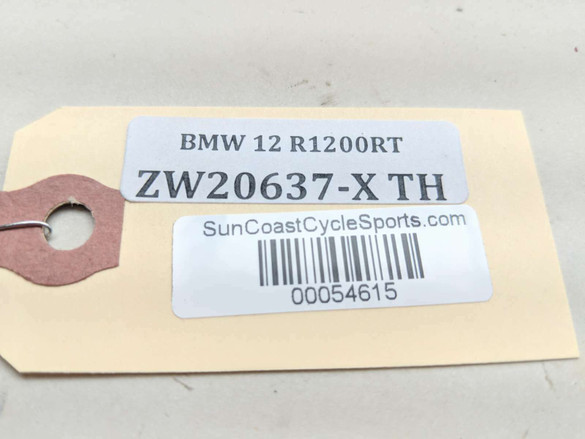 BMW 12 R1200RT
ZW20637-X TH
SunCoastCycleSports.com
00054615